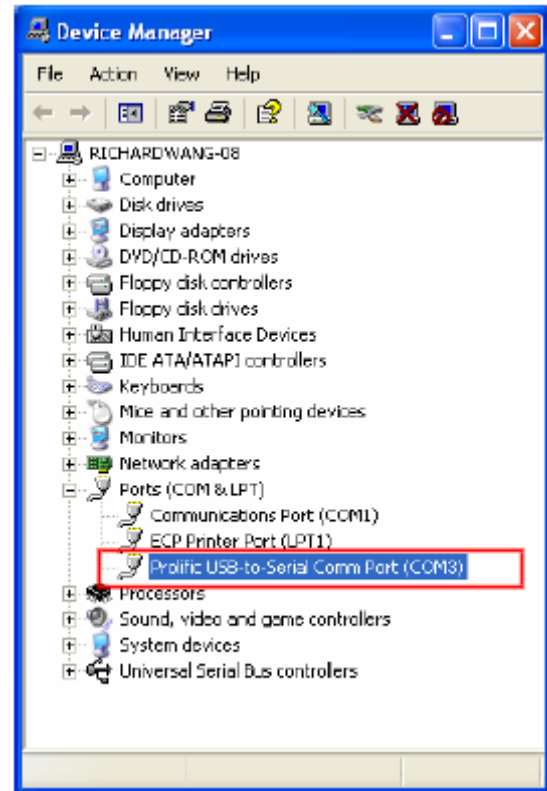 Device Manager
File Action View Help
RICHARDWANG-08
Computer
Disk drives
Display adapters
DVD/CD-ROM drives
Floppy disk controllers
Floppy disk drives
Human Interface Devices
IDE ATA/ATAPI controllers
Keyboards
Mice and other pointing devices
Monitors
Network adapters
Ports (COM & LPT)
Communications Port (COM1)
ECP Printer Port (LPT1)
Prolific USB-to-Serial Comm Port (COM3)
Processors
Sound, video and game controllers
System devices
Universal Serial Bus controllers